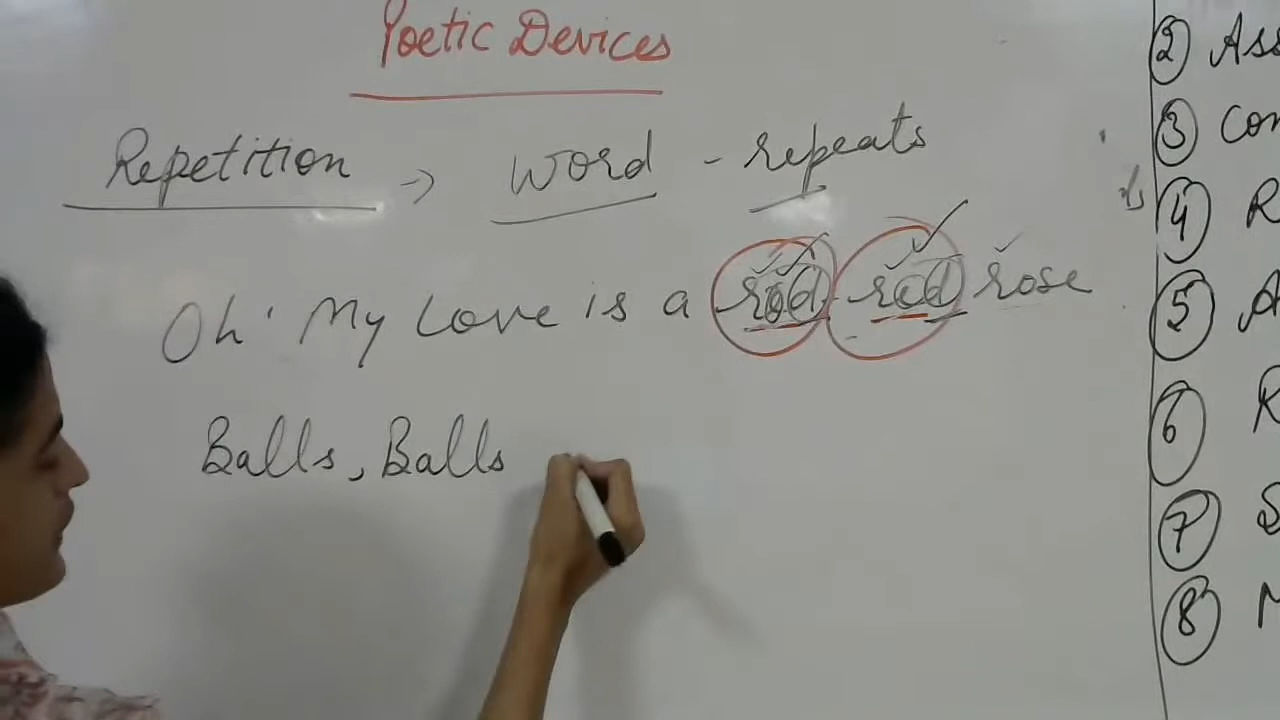 Poetic Devices
Repetition → word - repeats
Oh' My Love is a red - red rose
Balls, Balls
② Ass
③ Con
④ R
⑤ A
⑥ R
⑦ S
⑧ M